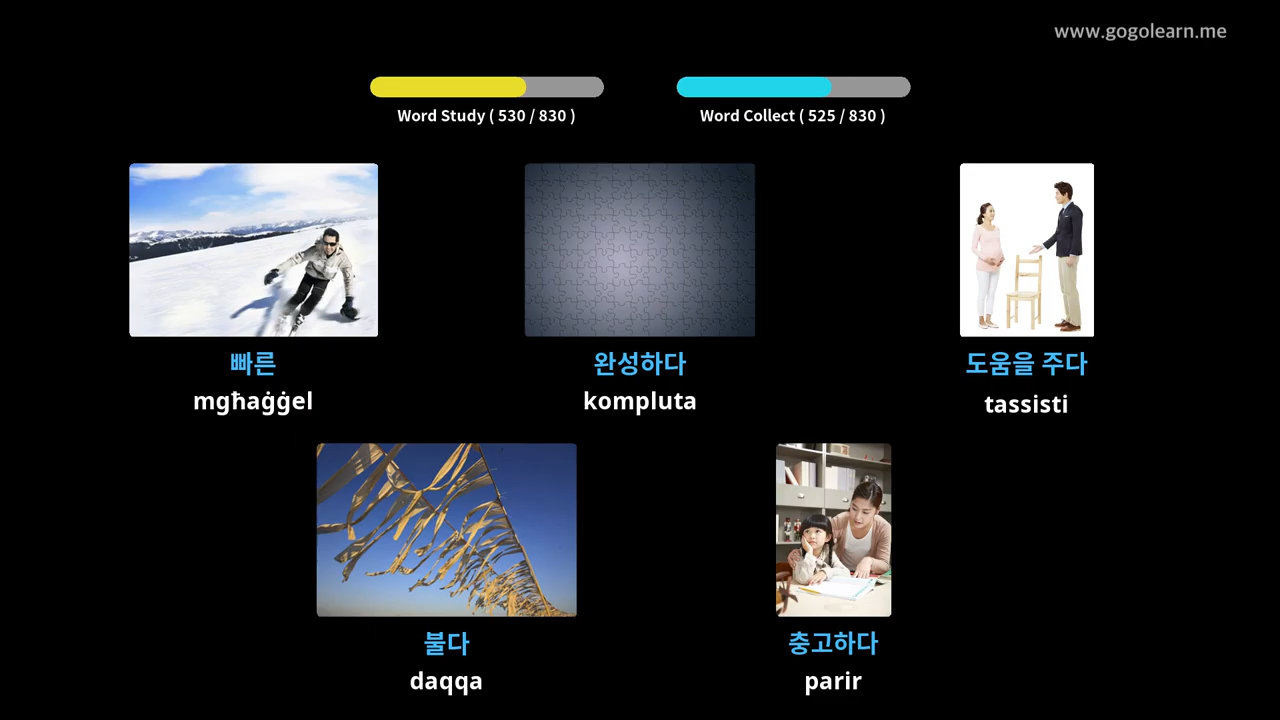 www.gogolearn.me
Word Study ( 530 / 830 )
Word Collect ( 525 / 830 )
빠른
mgħaġġel
완성하다
kompluta
도움을 주다
tassisti
불다
daqqa
충고하다
parir